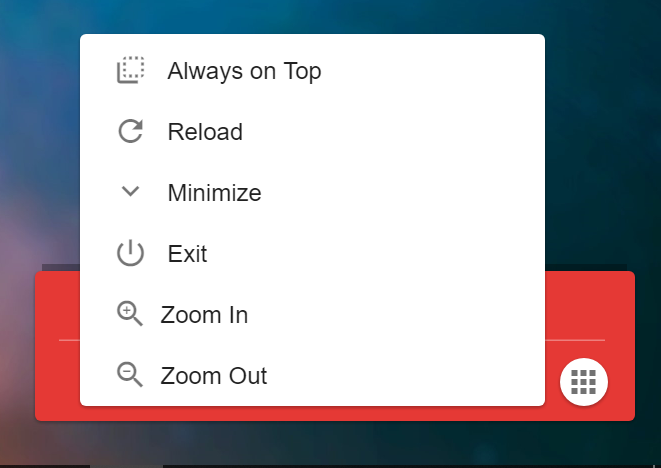 Always on Top
Reload
Minimize
Exit
Zoom In
Zoom Out